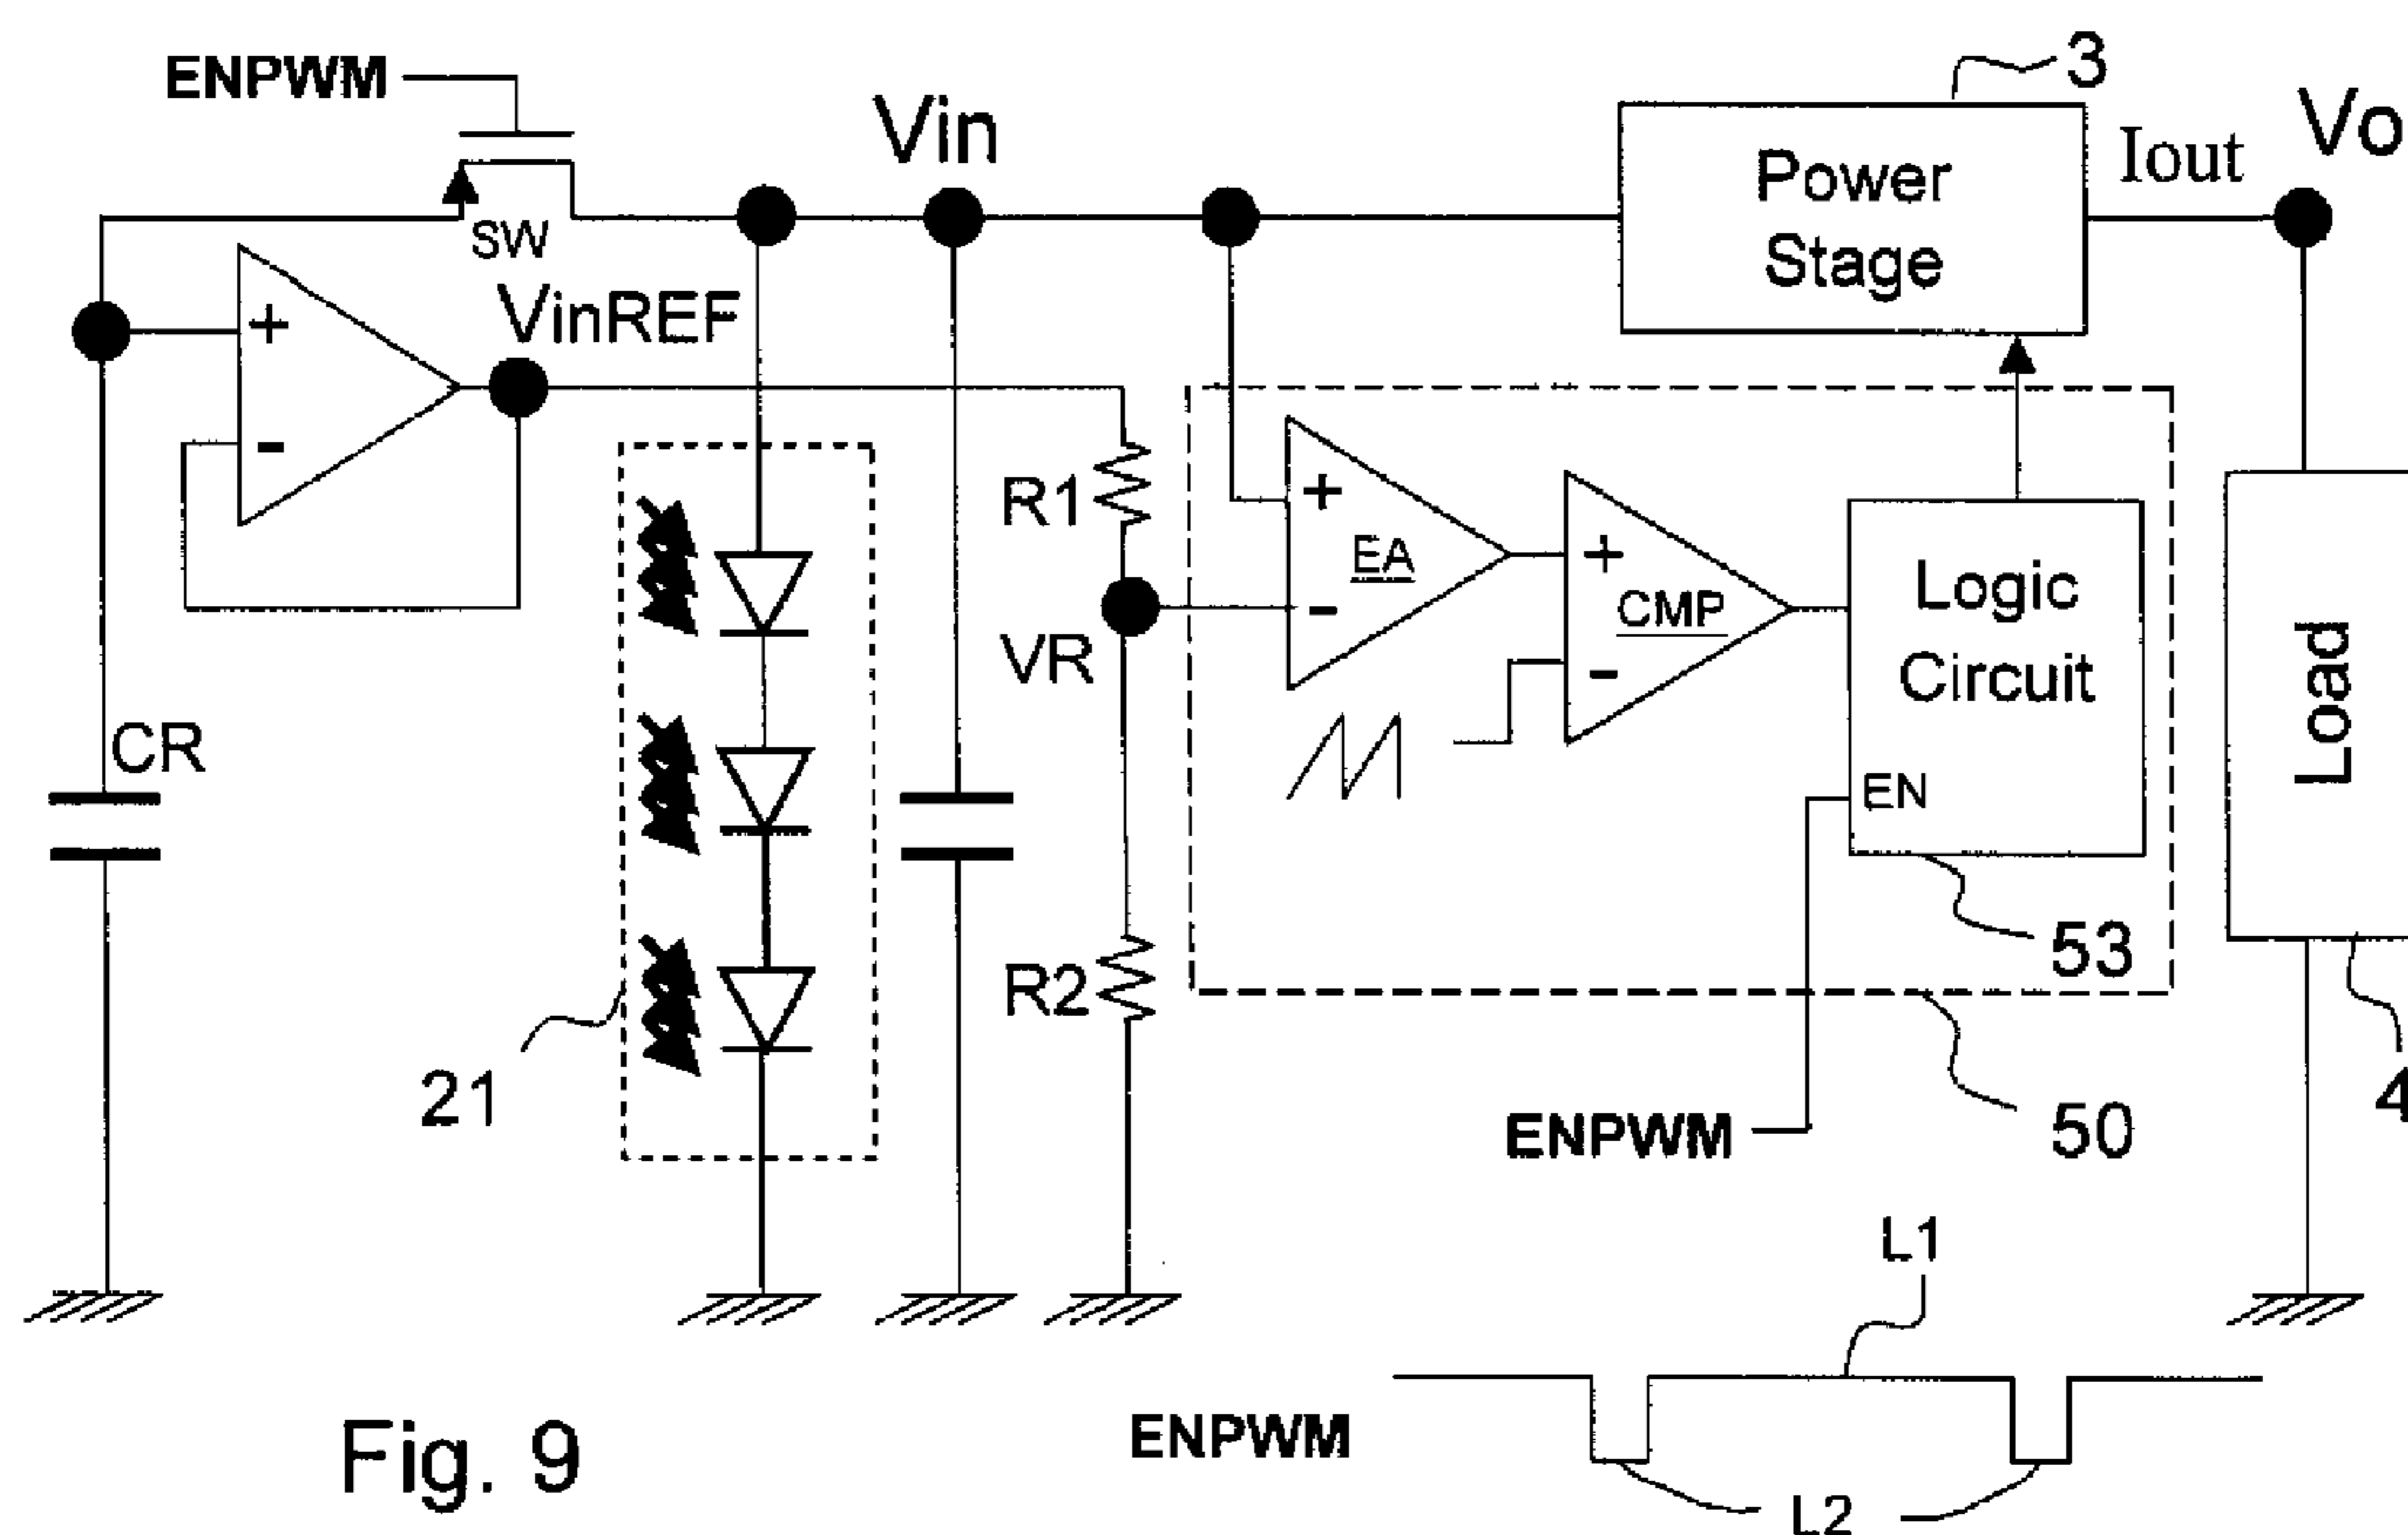 ENPWM
3
Vin
Power
Stage
Iout
Vo
SW
+
VinREF
-
R1
+
EA
-
+
CMP
-
Logic
Circuit
EN
VR
Load
CR
53
R2
21
ENPWM
50
4
L1
ENPWM
L2
Fig. 9